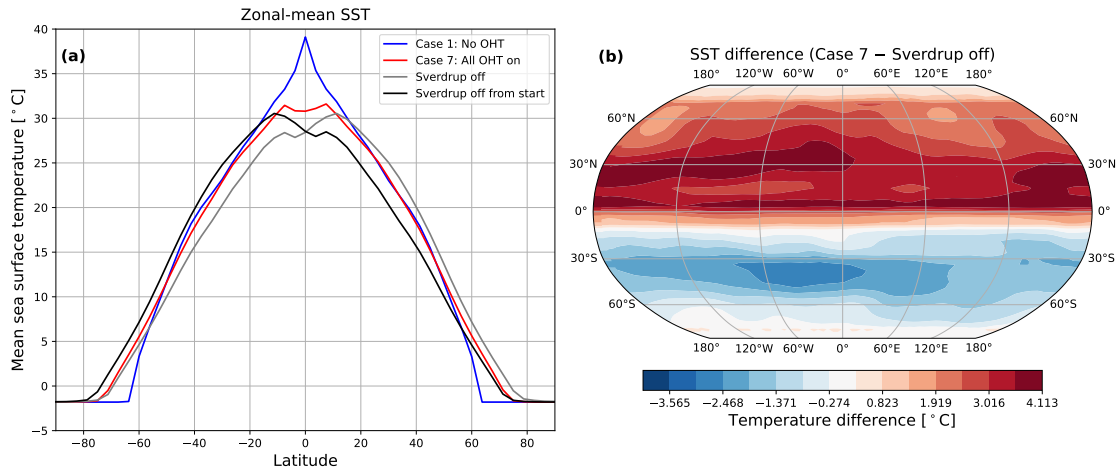 Zonal-mean SST
(a)
Case 1: No OHT
Case 7: All OHT on
Sverdrup off
Sverdrup off from start
40
35
30
25
20
15
10
5
0
−5
Mean sea surface temperature [ °C]
−80 −60 −40 −20 0 20 40 60 80
Latitude
(b)
SST difference (Case 7 − Sverdrup off)
180° 120°W 60°W 0° 60°E 120°E 180°
60°N 60°N
30°N 30°N
0° 0°
30°S 30°S
60°S 60°S
180° 120°W 60°W 0° 60°E 120°E 180°
−3.565 −2.468 −1.371 −0.274 0.823 1.919 3.016 4.113
Temperature difference [ °C]